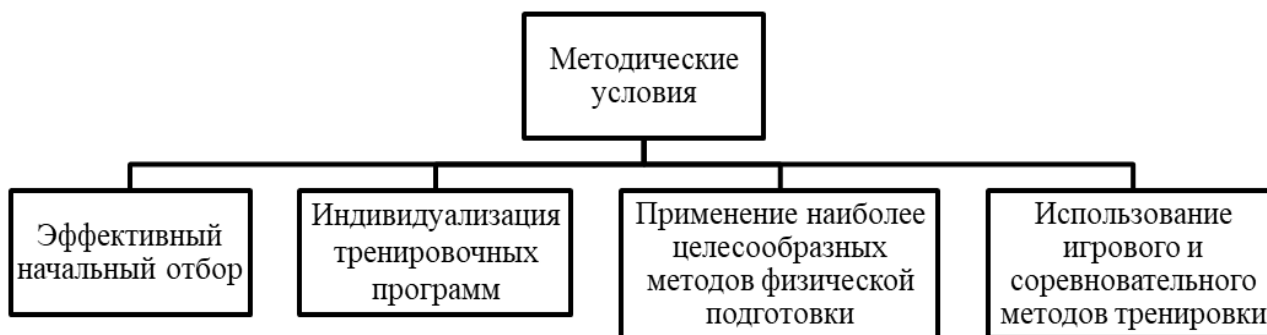 Методические
условия
Эффективный
начальный отбор
Индивидуализация
тренировочных
программ
Применение наиболее
целесообразных
методов физической
подготовки
Использование
игрового и
соревновательного
методов тренировки